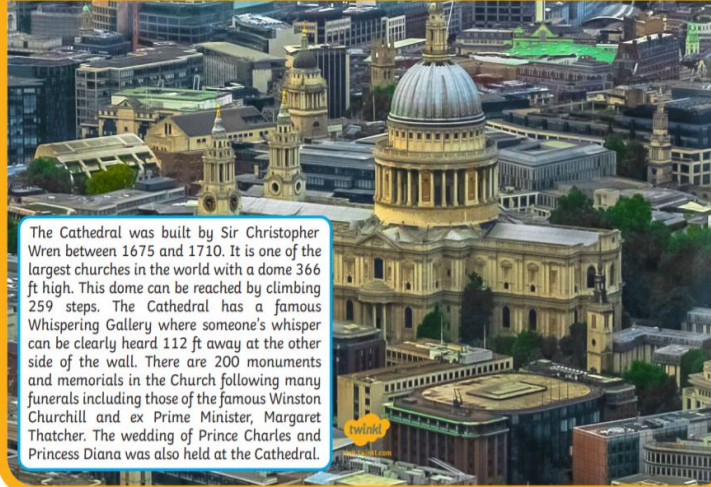 The Cathedral was built by Sir Christopher
Wren between 1675 and 1710. It is one of the
largest churches in the world with a dome 366
ft high. This dome can be reached by climbing
259 steps. The Cathedral has a famous
Whispering Gallery where someone's whisper
can be clearly heard 112 ft away at the other
side of the wall. There are 200 monuments
and memorials in the Church following many
funerals including those of the famous Winston
Churchill and ex Prime Minister, Margaret
Thatcher. The wedding of Prince Charles and
Princess Diana was also held at the Cathedral.
twinkl
visit twinkl.com